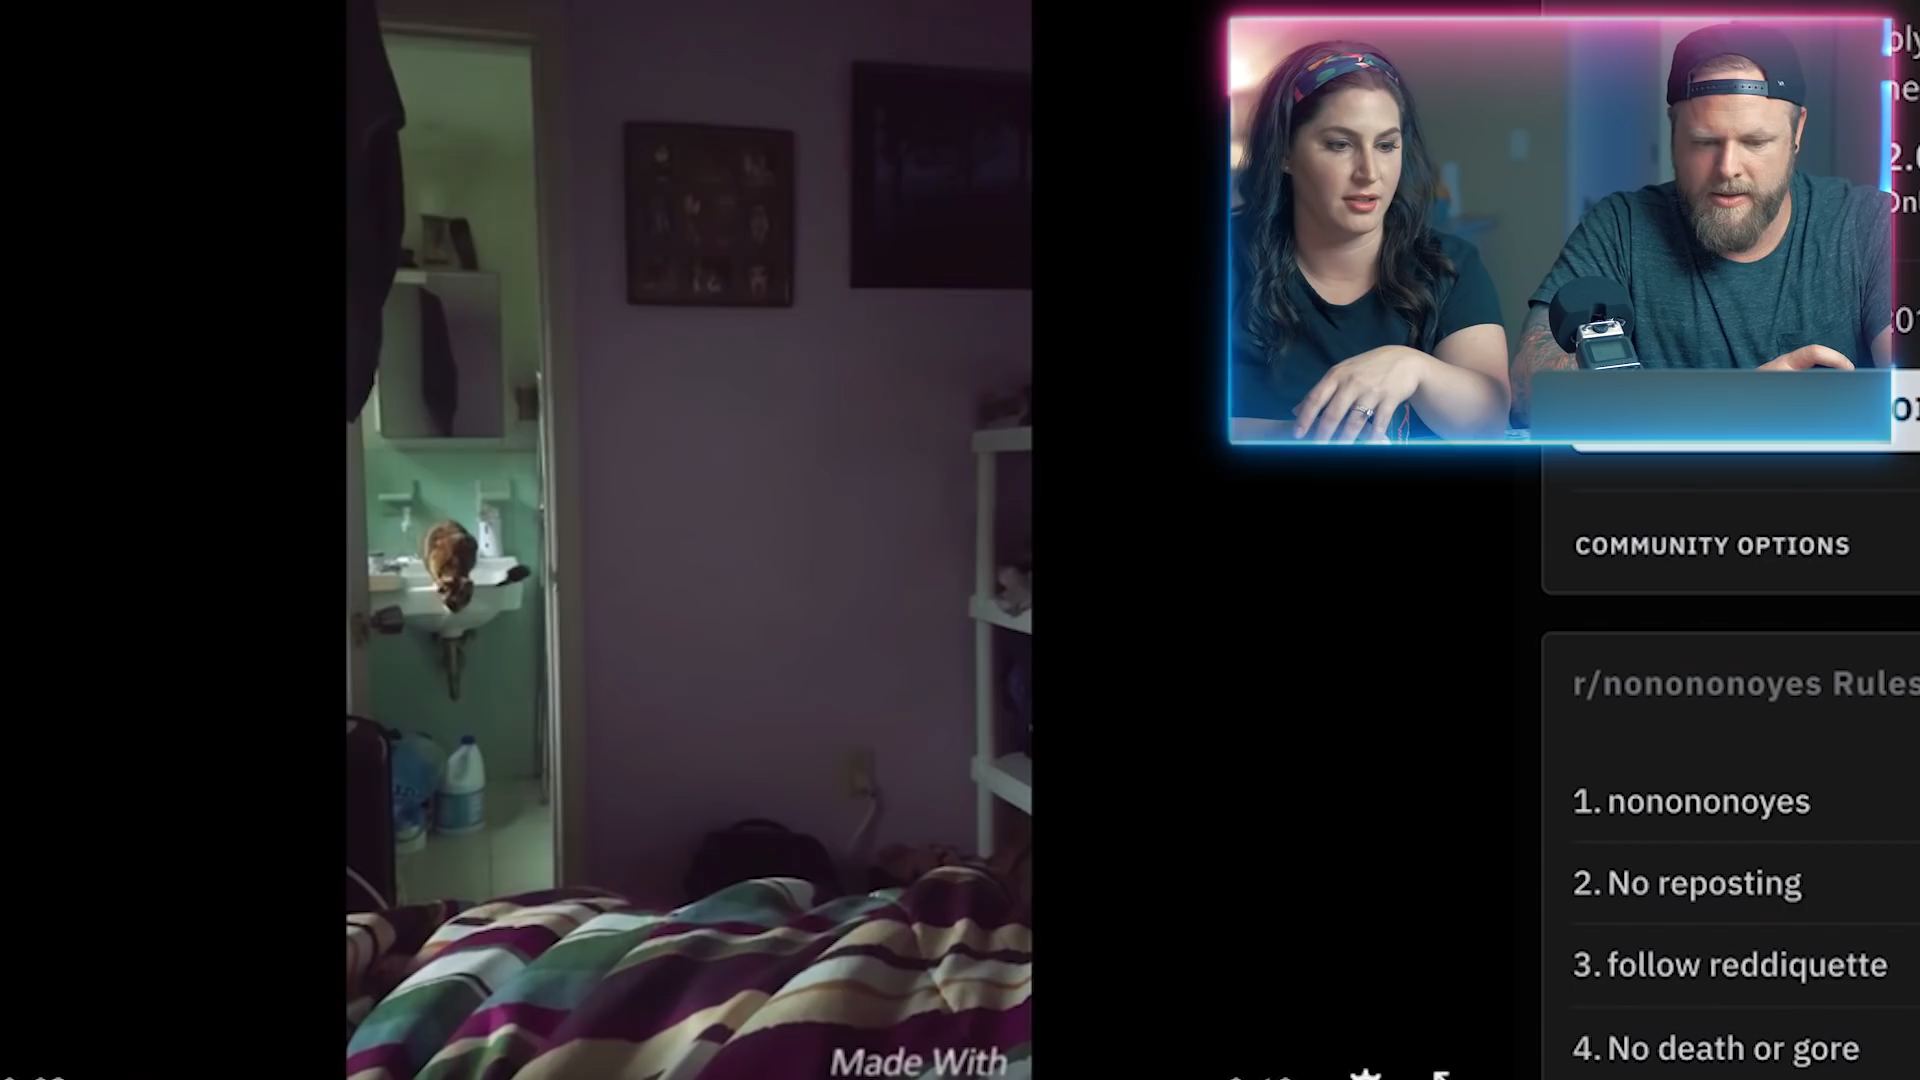 COMMUNITY OPTIONS
r/nonononoyes Rules
1. nonononoyes
2. No reposting
3. follow reddiquette
4. No death or gore
Made With